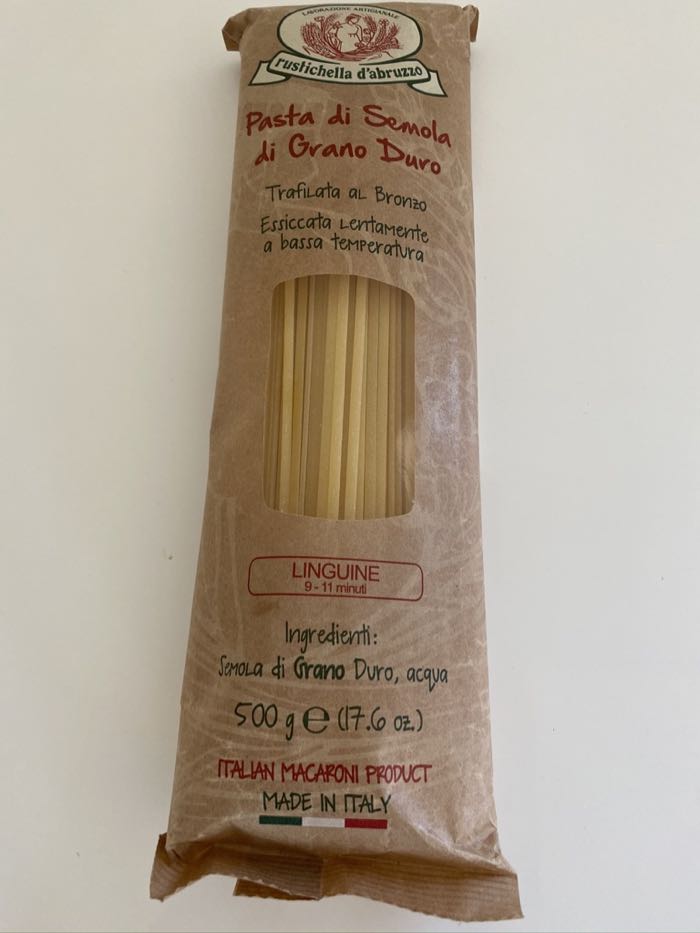 LAVORAZIONE ARTIGIANALE
rustichella d'abruzzo
Pasta di Semola
di Grano Duro
Trafilata al Bronzo
Essiccata Lentamente
a bassa temperatura
LINGUINE
9 - 11 minuti
Ingredienti:
Semola di Grano Duro, acqua
500 g ℮ (17.6 oz.)
ITALIAN MACARONI PRODUCT
MADE IN ITALY